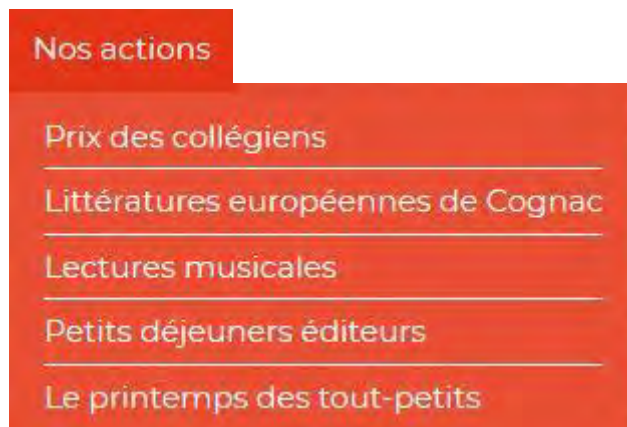 Nos actions
Prix des collégiens
Littératures européennes de Cognac
Lectures musicales
Petits déjeuners éditeurs
Le printemps des tout-petits